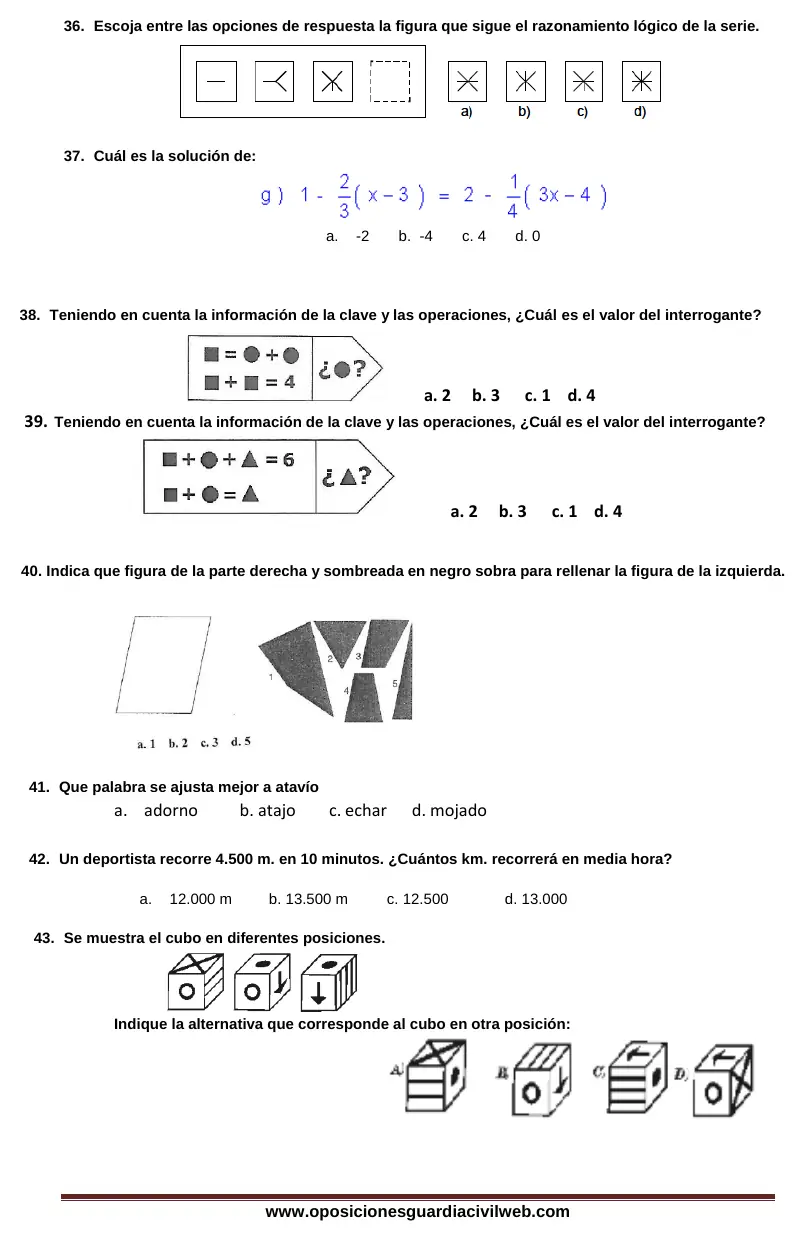 36. Escoja entre las opciones de respuesta la figura que sigue el razonamiento lógico de la serie.
a) b) c) d)
37. Cuál es la solución de:
g) 1 - 2/3 ( x – 3 ) = 2 - 1/4 ( 3x – 4 )
a. -2 b. -4 c. 4 d. 0
38. Teniendo en cuenta la información de la clave y las operaciones, ¿Cuál es el valor del interrogante?
■ = ● + ●
■ + ■ = 4
¿●?
a. 2 b. 3 c. 1 d. 4
39. Teniendo en cuenta la información de la clave y las operaciones, ¿Cuál es el valor del interrogante?
■ + ● + ▲ = 6
■ + ● = ▲
¿▲?
a. 2 b. 3 c. 1 d. 4
40. Indica que figura de la parte derecha y sombreada en negro sobra para rellenar la figura de la izquierda.
1 2 3 4 5
a. 1 b. 2 c. 3 d. 5
41. Que palabra se ajusta mejor a atavío
a. adorno b. atajo c. echar d. mojado
42. Un deportista recorre 4.500 m. en 10 minutos. ¿Cuántos km. recorrerá en media hora?
a. 12.000 m b. 13.500 m c. 12.500 d. 13.000
43. Se muestra el cubo en diferentes posiciones.
Indique la alternativa que corresponde al cubo en otra posición:
A) B) C) D)
www.oposicionesguardiacivilweb.com